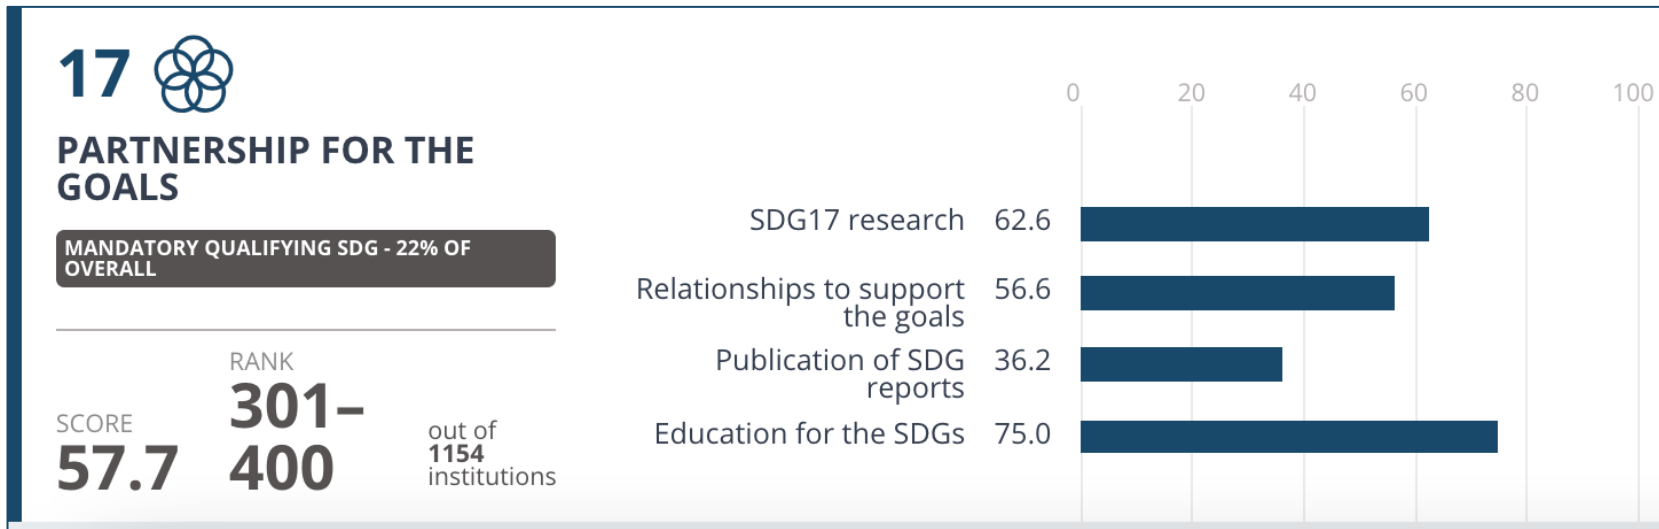 17
PARTNERSHIP FOR THE
GOALS
MANDATORY QUALIFYING SDG - 22% OF
OVERALL
SCORE
57.7
RANK
301–
400
out of
1154
institutions
0 20 40 60 80 100
SDG17 research 62.6
Relationships to support 56.6
the goals
Publication of SDG 36.2
reports
Education for the SDGs 75.0